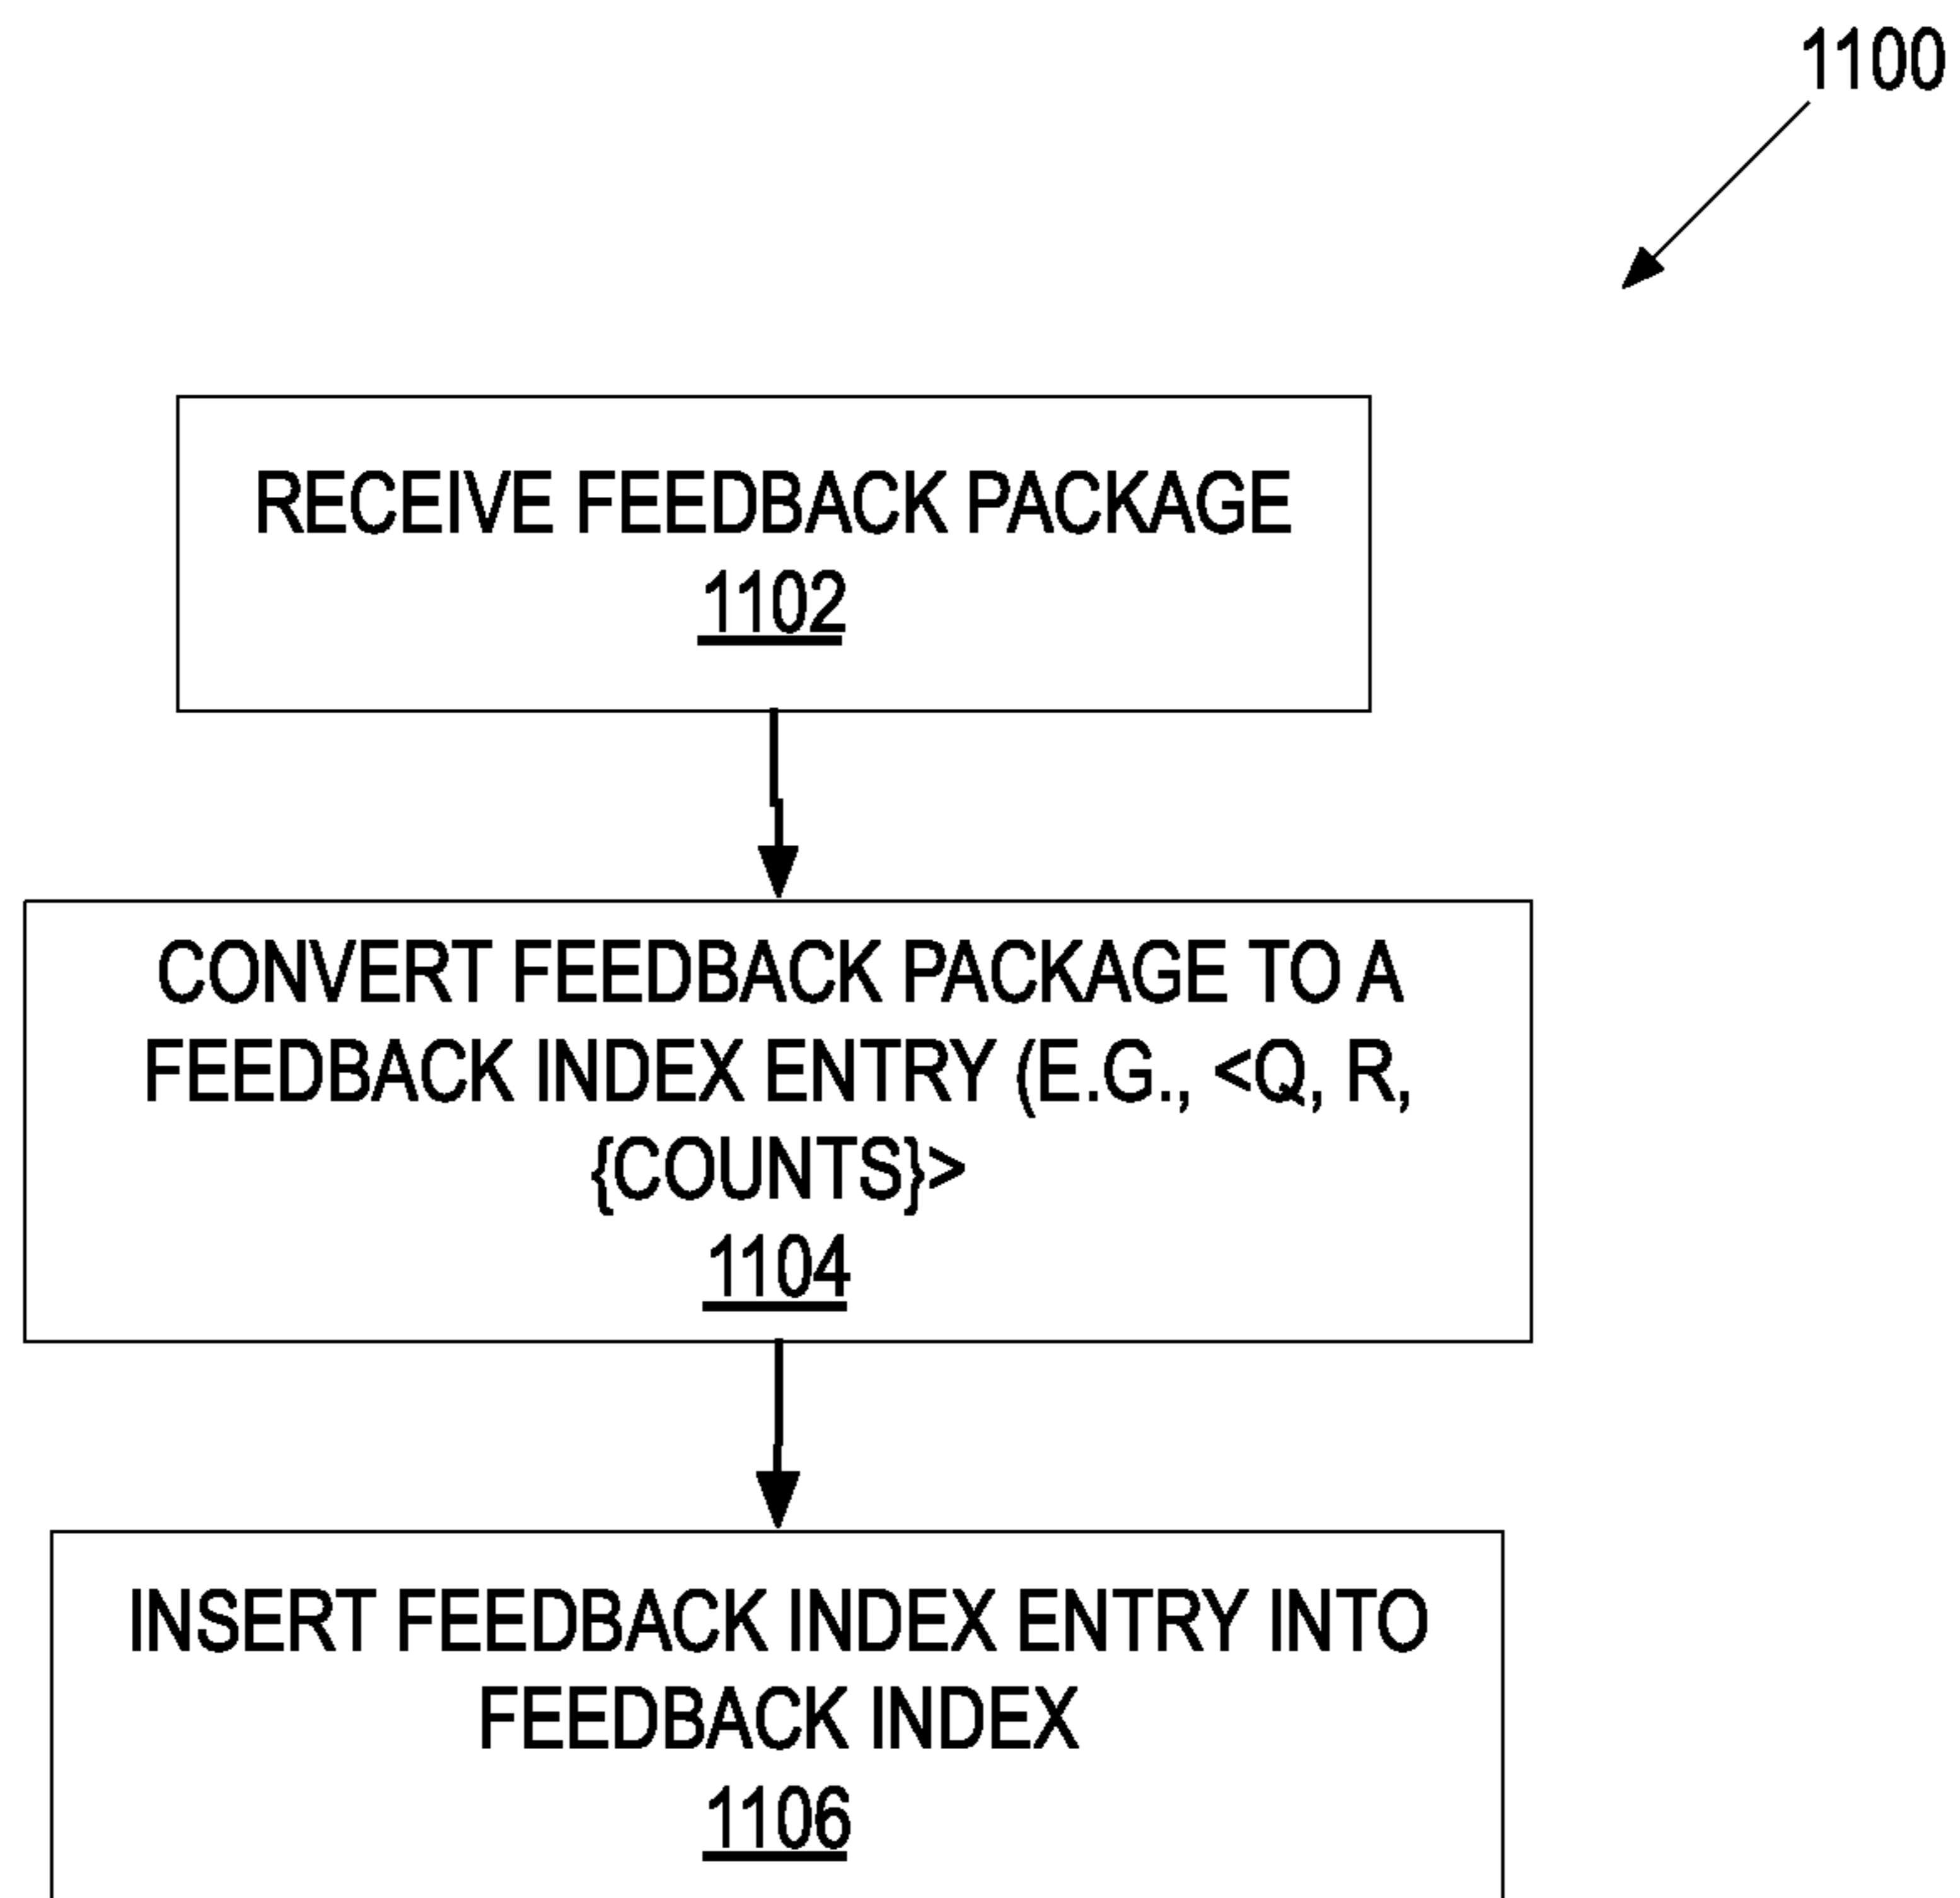 1100
RECEIVE FEEDBACK PACKAGE
1102
CONVERT FEEDBACK PACKAGE TO A
FEEDBACK INDEX ENTRY (E.G., <Q, R,
{COUNTS}>
1104
INSERT FEEDBACK INDEX ENTRY INTO
FEEDBACK INDEX
1106